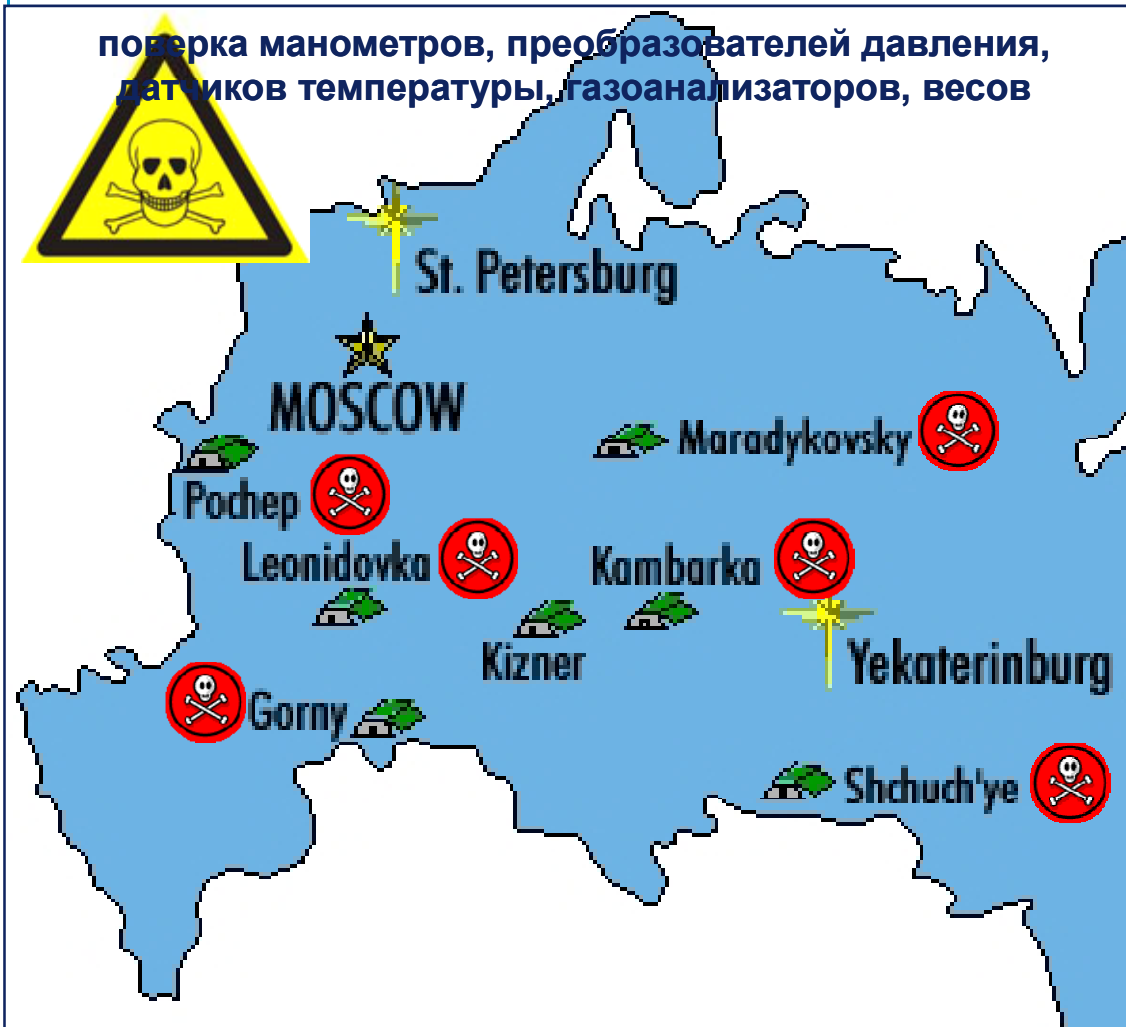 поверка манометров, преобразователей давления,
датчиков температуры, газоанализаторов, весов
St. Petersburg
MOSCOW
Maradykovsky
Pochep
Leonidovka
Kambarka
Kizner
Yekaterinburg
Gorny
Shchuch'ye